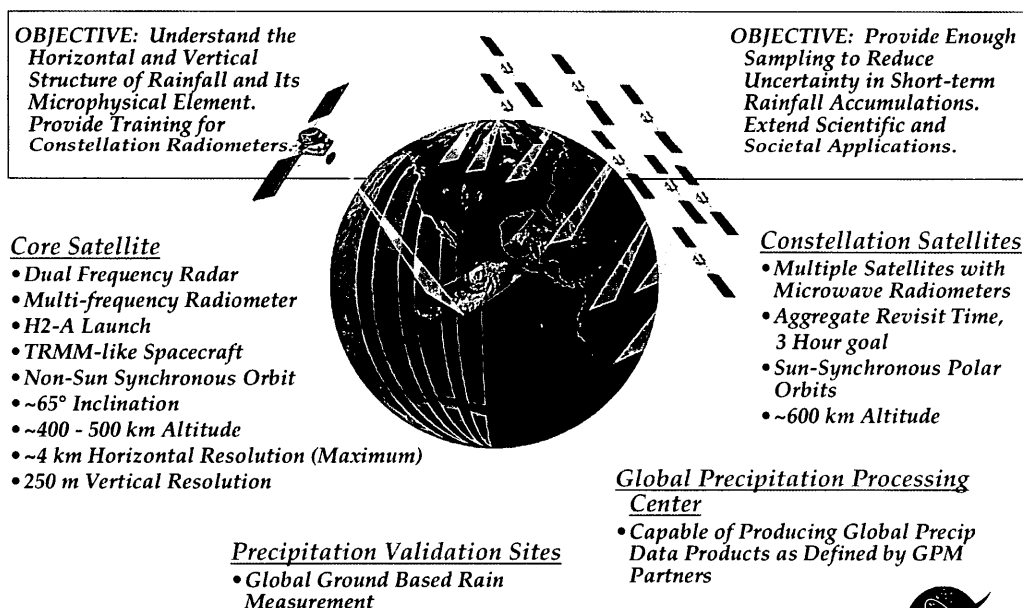 OBJECTIVE: Understand the
Horizontal and Vertical
Structure of Rainfall and Its
Microphysical Element.
Provide Training for
Constellation Radiometers.
OBJECTIVE: Provide Enough
Sampling to Reduce
Uncertainty in Short-term
Rainfall Accumulations.
Extend Scientific and
Societal Applications.
Core Satellite
•Dual Frequency Radar
•Multi-frequency Radiometer
•H2-A Launch
•TRMM-like Spacecraft
•Non-Sun Synchronous Orbit
•~65° Inclination
•~400 - 500 km Altitude
•~4 km Horizontal Resolution (Maximum)
•250 m Vertical Resolution
Constellation Satellites
•Multiple Satellites with
Microwave Radiometers
•Aggregate Revisit Time,
3 Hour goal
•Sun-Synchronous Polar
Orbits
•~600 km Altitude
Precipitation Validation Sites
•Global Ground Based Rain
Measurement
Global Precipitation Processing
Center
•Capable of Producing Global Precip
Data Products as Defined by GPM
Partners